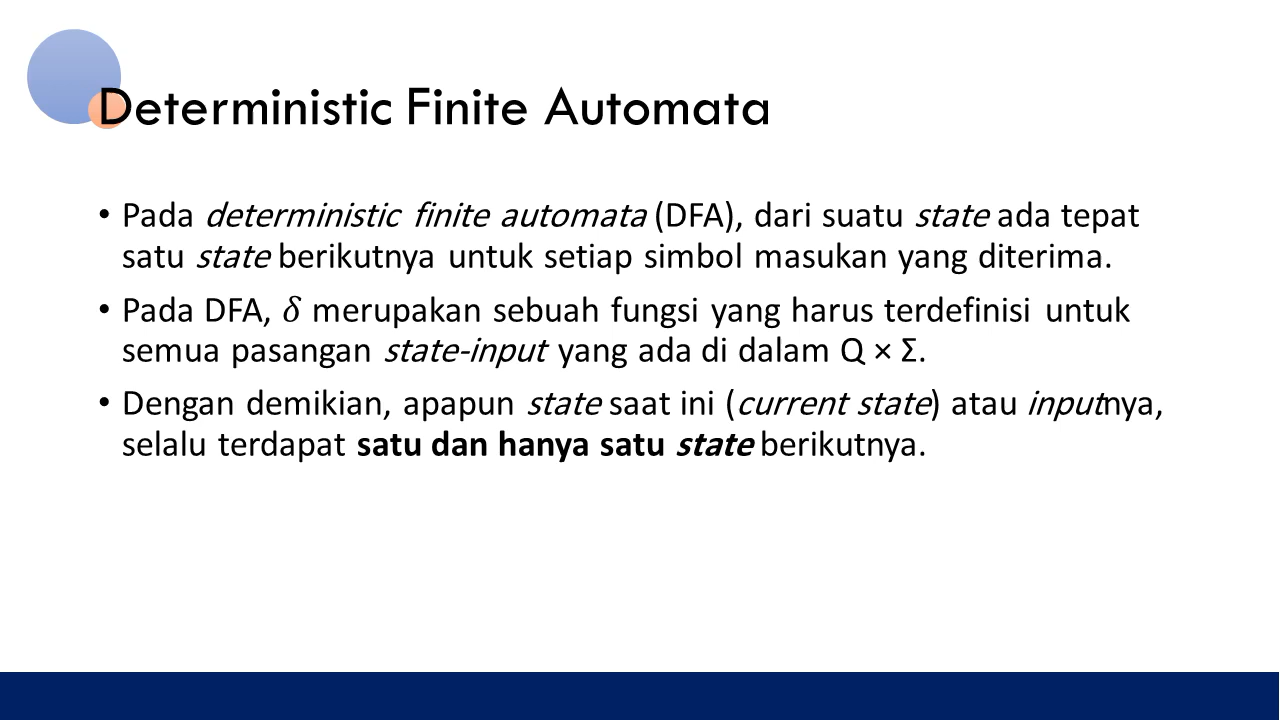 Deterministic Finite Automata
• Pada deterministic finite automata (DFA), dari suatu state ada tepat
satu state berikutnya untuk setiap simbol masukan yang diterima.
• Pada DFA, 𝛿 merupakan sebuah fungsi yang harus terdefinisi untuk
semua pasangan state-input yang ada di dalam Q × Σ.
• Dengan demikian, apapun state saat ini (current state) atau inputnya,
selalu terdapat satu dan hanya satu state berikutnya.